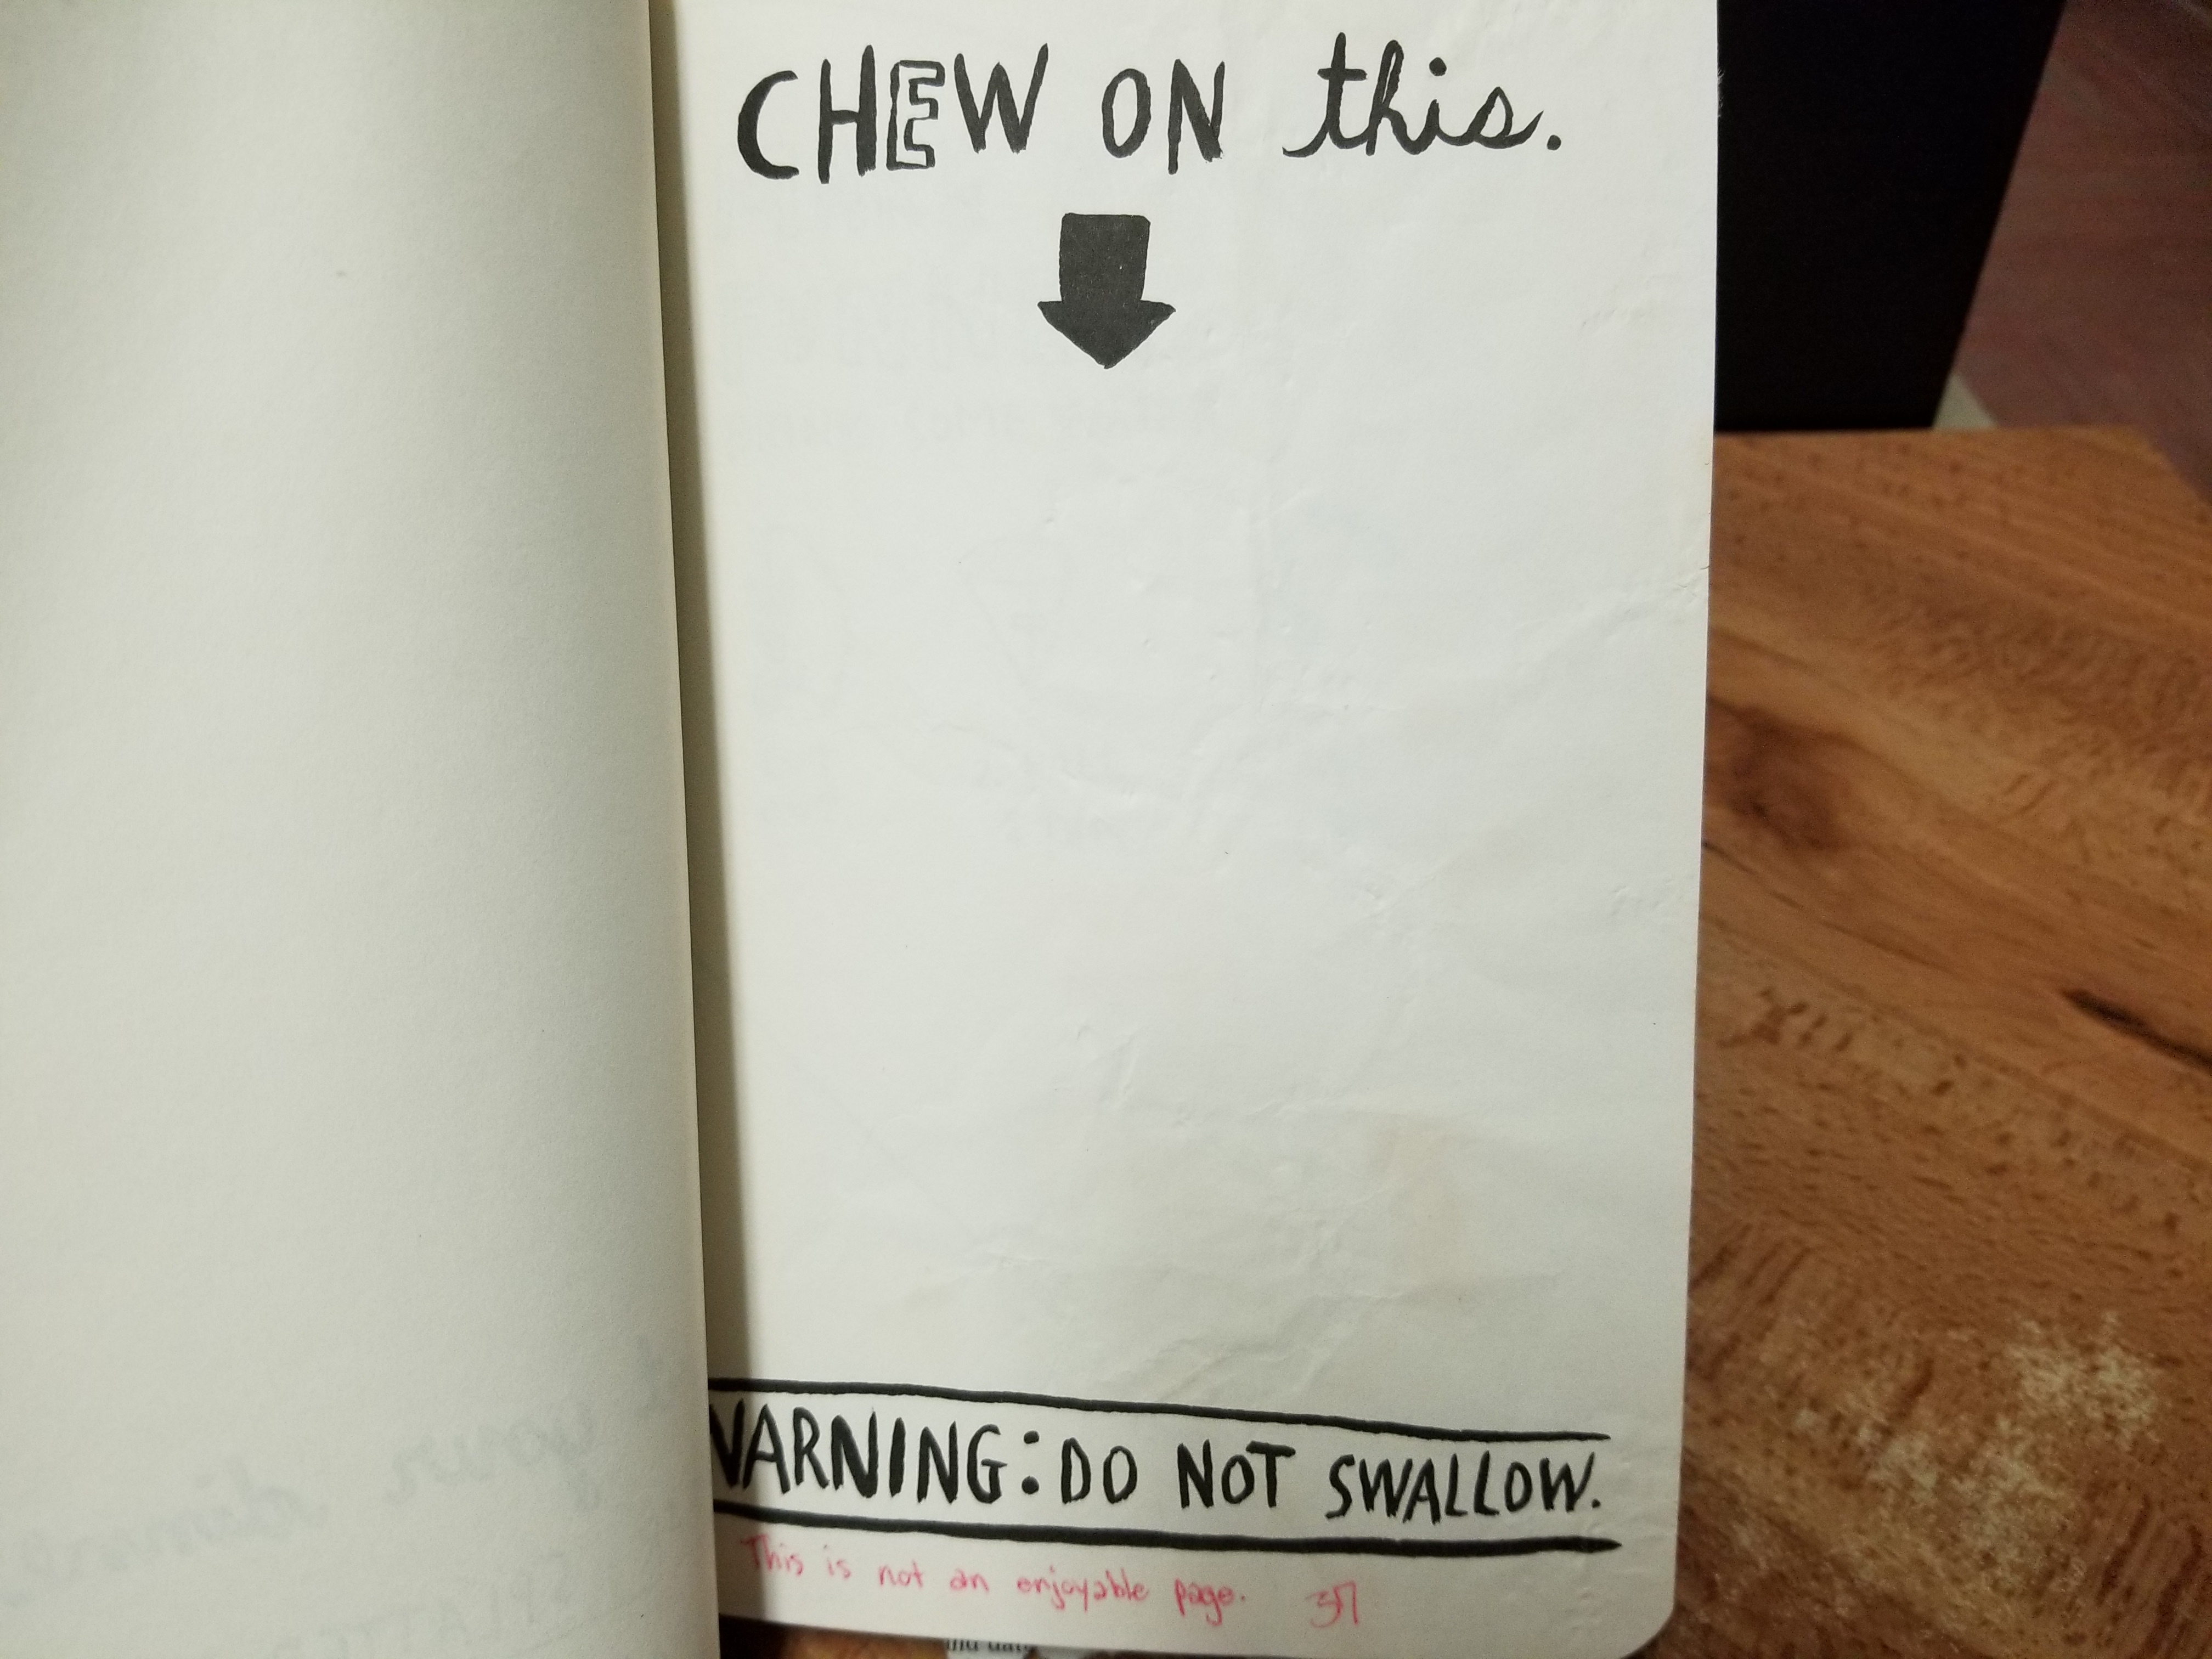 CHEW ON this.
WARNING: DO NOT SWALLOW.
This is not an enjoyable page.